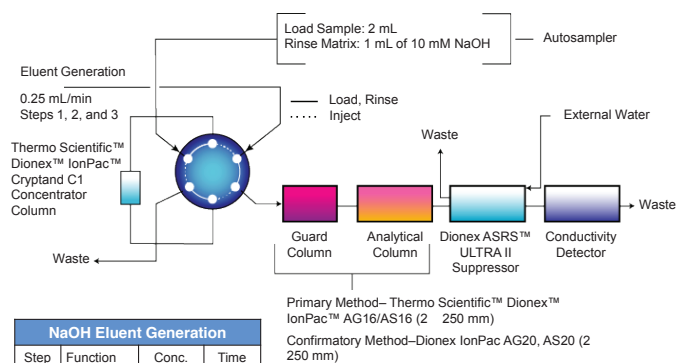 Load Sample: 2 mL
Rinse Matrix: 1 mL of 10 mM NaOH
Autosampler
Eluent Generation
0.25 mL/min
Steps 1, 2, and 3
Load, Rinse
Inject
External Water
Waste
Thermo Scientific™
Dionex™ IonPac™
Cryptand C1
Concentrator
Column
Waste
Guard
Column
Analytical
Column
Dionex ASRS™
ULTRA II
Suppressor
Conductivity
Detector
Waste
Primary Method– Thermo Scientific™ Dionex™
IonPac™ AG16/AS16 (2 250 mm)
Confirmatory Method–Dionex IonPac AG20, AS20 (2
250 mm)
NaOH Eluent Generation
Step Function Conc. Time